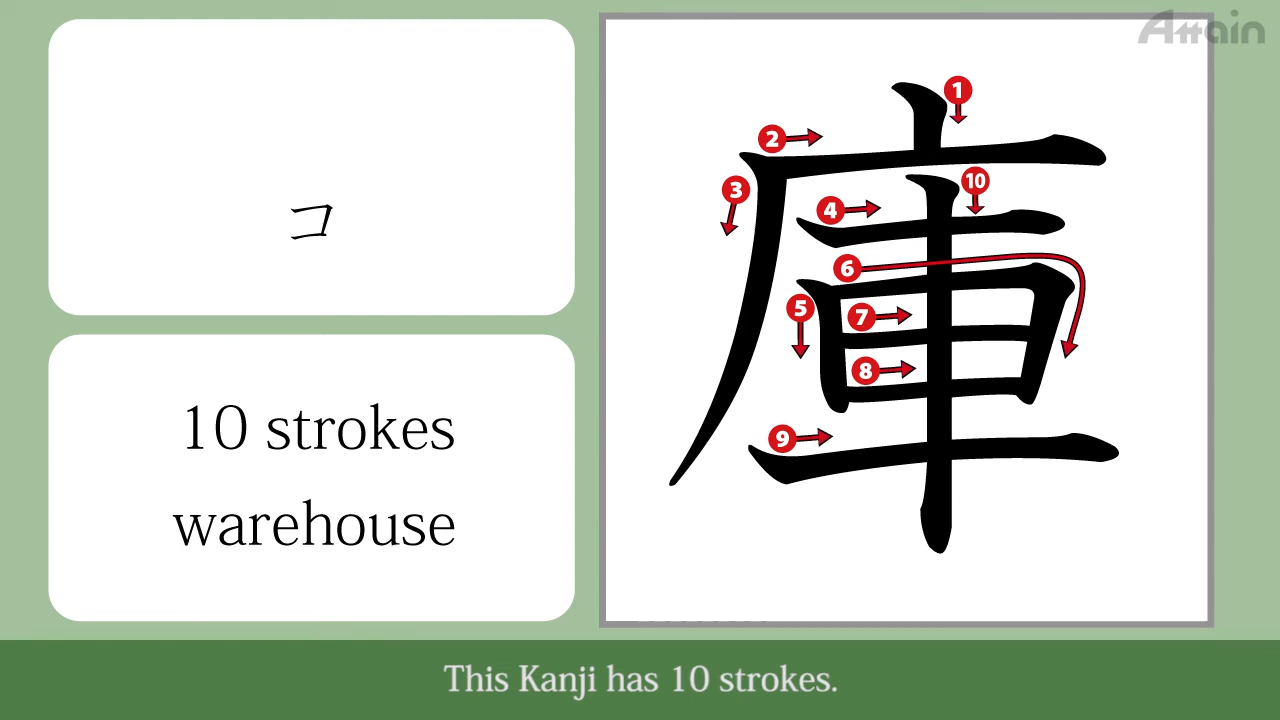 コ
10 strokes
warehouse
Attain
庫
1
2
3
10
4
6
5
7
8
9
This Kanji has 10 strokes.